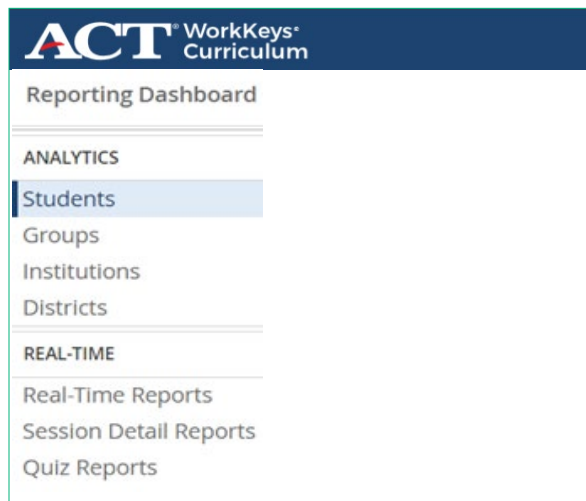 ACT® WorkKeys®
Curriculum
Reporting Dashboard
ANALYTICS
Students
Groups
Institutions
Districts
REAL-TIME
Real-Time Reports
Session Detail Reports
Quiz Reports